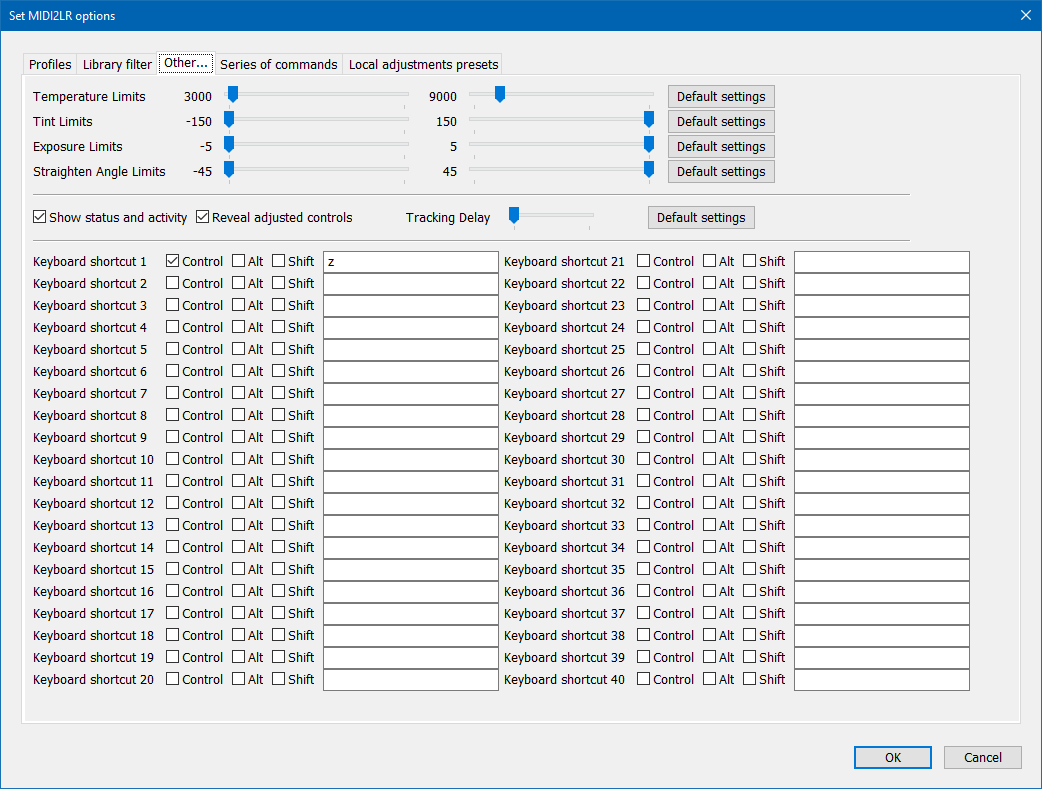 Set MIDI2LR options
Profiles Library filter Other... Series of commands Local adjustments presets
Temperature Limits 3000 9000 Default settings
Tint Limits -150 150 Default settings
Exposure Limits -5 5 Default settings
Straighten Angle Limits -45 45 Default settings
Show status and activity Reveal adjusted controls Tracking Delay Default settings
Keyboard shortcut 1 Control Alt Shift z Keyboard shortcut 21 Control Alt Shift
Keyboard shortcut 2 Control Alt Shift Keyboard shortcut 22 Control Alt Shift
Keyboard shortcut 3 Control Alt Shift Keyboard shortcut 23 Control Alt Shift
Keyboard shortcut 4 Control Alt Shift Keyboard shortcut 24 Control Alt Shift
Keyboard shortcut 5 Control Alt Shift Keyboard shortcut 25 Control Alt Shift
Keyboard shortcut 6 Control Alt Shift Keyboard shortcut 26 Control Alt Shift
Keyboard shortcut 7 Control Alt Shift Keyboard shortcut 27 Control Alt Shift
Keyboard shortcut 8 Control Alt Shift Keyboard shortcut 28 Control Alt Shift
Keyboard shortcut 9 Control Alt Shift Keyboard shortcut 29 Control Alt Shift
Keyboard shortcut 10 Control Alt Shift Keyboard shortcut 30 Control Alt Shift
Keyboard shortcut 11 Control Alt Shift Keyboard shortcut 31 Control Alt Shift
Keyboard shortcut 12 Control Alt Shift Keyboard shortcut 32 Control Alt Shift
Keyboard shortcut 13 Control Alt Shift Keyboard shortcut 33 Control Alt Shift
Keyboard shortcut 14 Control Alt Shift Keyboard shortcut 34 Control Alt Shift
Keyboard shortcut 15 Control Alt Shift Keyboard shortcut 35 Control Alt Shift
Keyboard shortcut 16 Control Alt Shift Keyboard shortcut 36 Control Alt Shift
Keyboard shortcut 17 Control Alt Shift Keyboard shortcut 37 Control Alt Shift
Keyboard shortcut 18 Control Alt Shift Keyboard shortcut 38 Control Alt Shift
Keyboard shortcut 19 Control Alt Shift Keyboard shortcut 39 Control Alt Shift
Keyboard shortcut 20 Control Alt Shift Keyboard shortcut 40 Control Alt Shift
OK Cancel